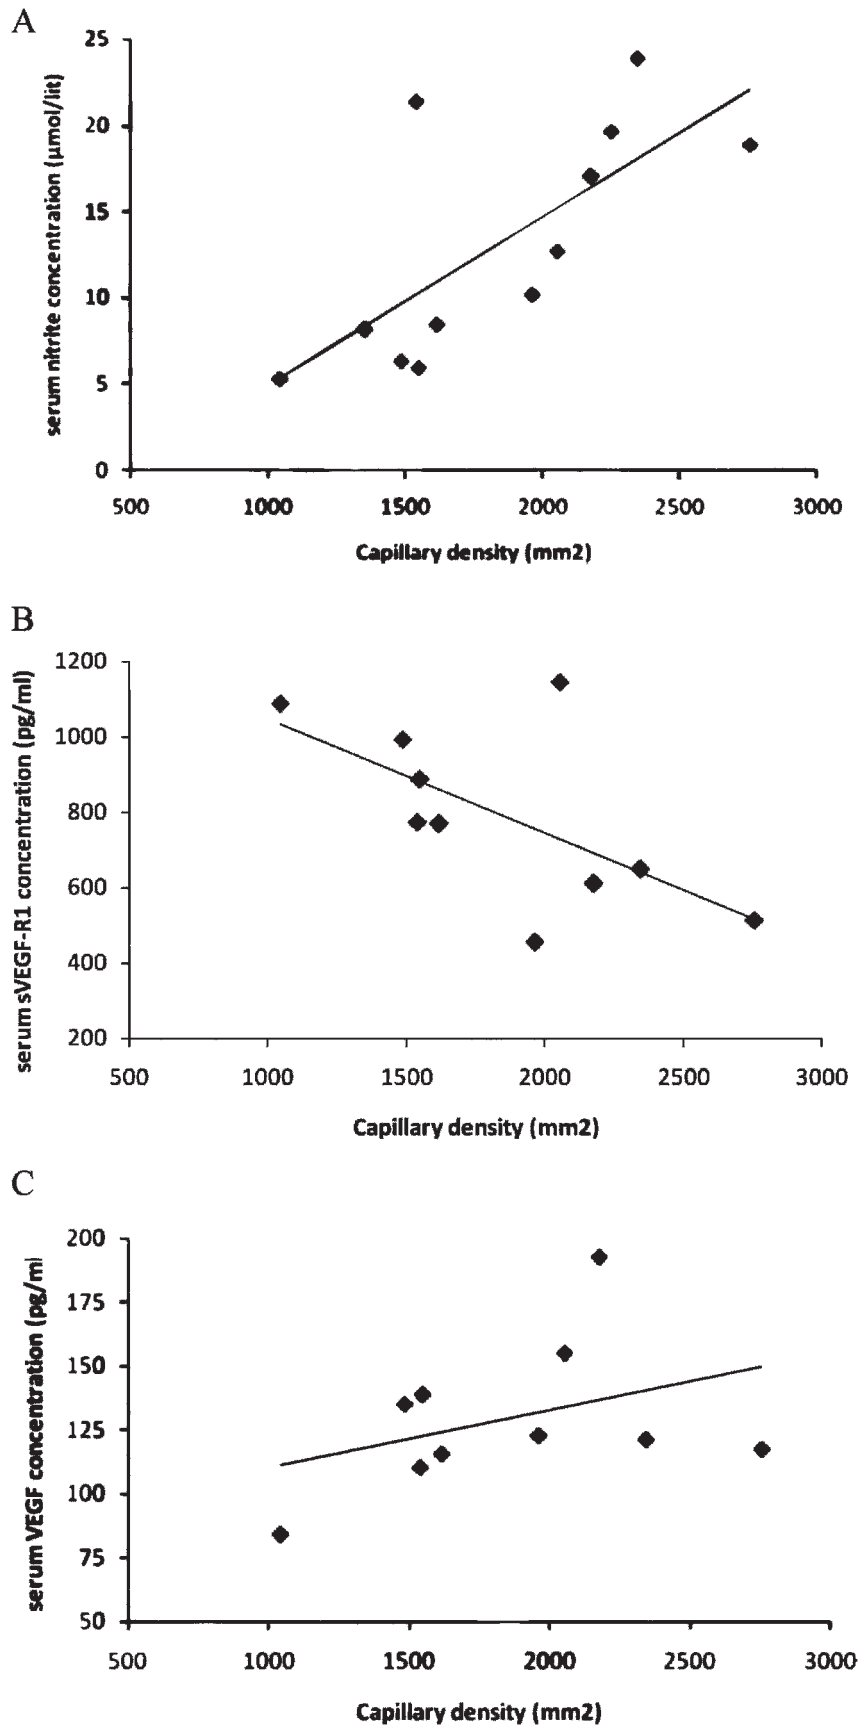 A
serum nitrite concentration (µmol/lit)
25
20
15
10
5
0
500 1000 1500 2000 2500 3000
Capillary density (mm2)
B
serum sVEGF-R1 concentration (pg/ml)
1200
1000
800
600
400
200
500 1000 1500 2000 2500 3000
Capillary density (mm2)
C
serum VEGF concentration (pg/ml
200
175
150
125
100
75
50
500 1000 1500 2000 2500 3000
Capillary density (mm2)